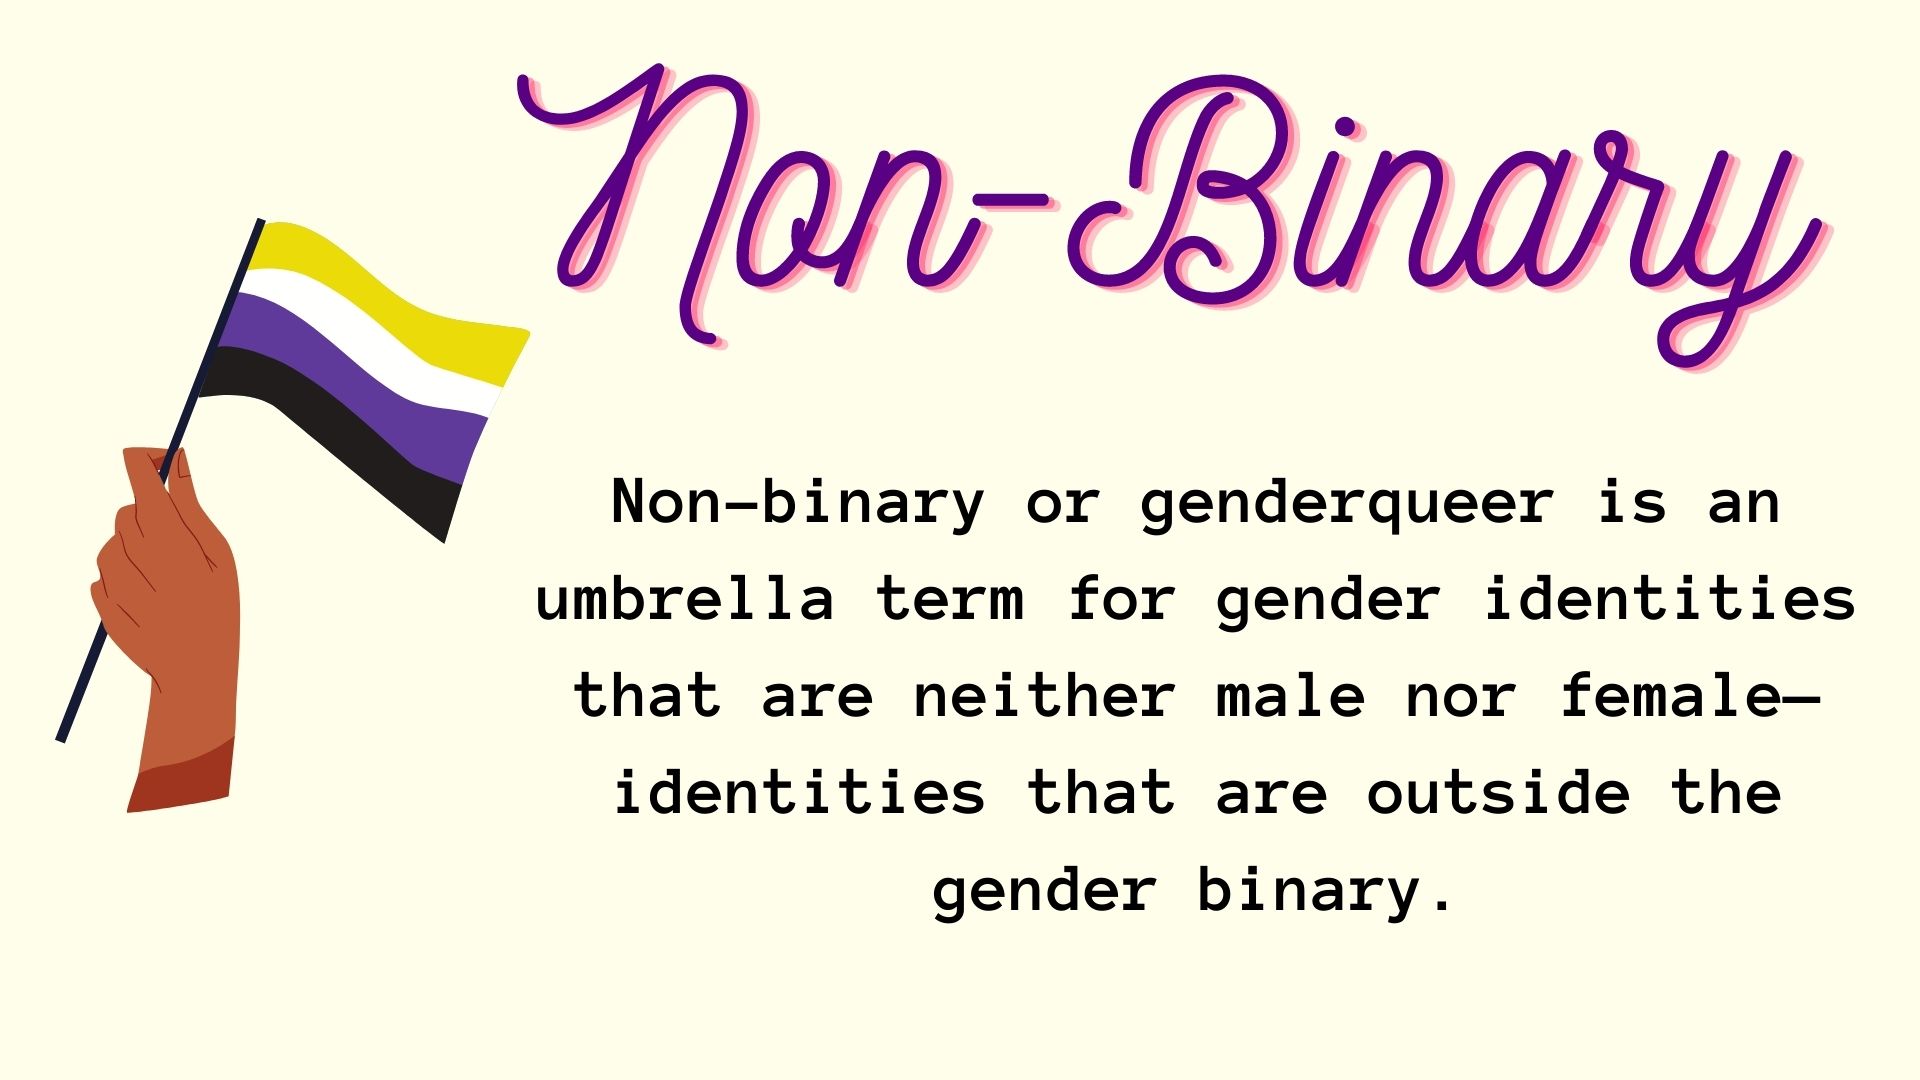 Non-Binary
Non-binary or genderqueer is an
umbrella term for gender identities
that are neither male nor female—
identities that are outside the
gender binary.